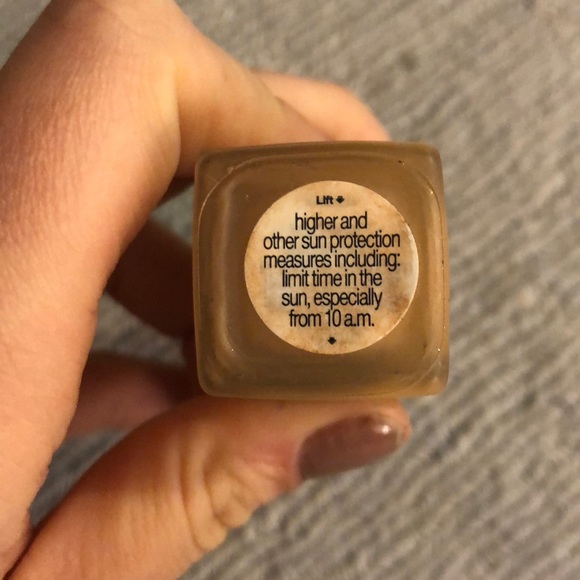 Lift
higher and
other sun protection
measures including:
limit time in the
sun, especially
from 10 a.m.